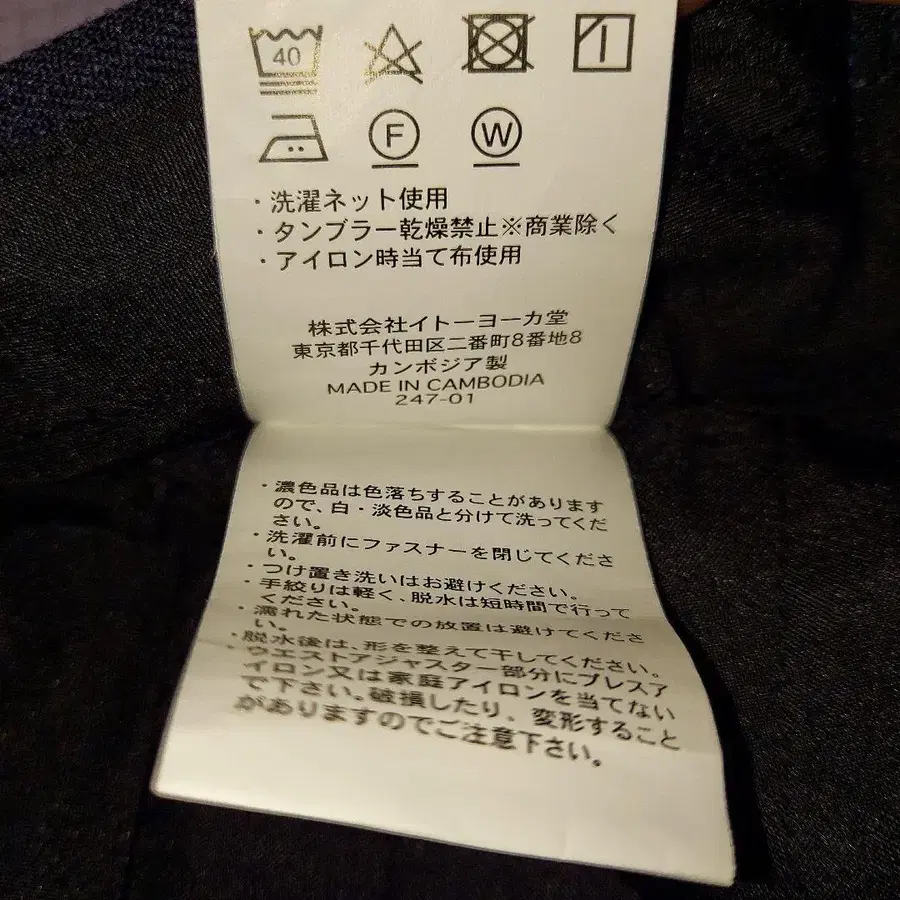 40
F W
・洗濯ネット使用
・タンブラー乾燥禁止※商業除く
・アイロン時当て布使用
株式会社イトーヨーカ堂
東京都千代田区二番町8番地8
カンボジア製
MADE IN CAMBODIA
247-01
・濃色品は色落ちすることがあります
ので、白・淡色品と分けて洗ってくだ
さい。
・洗濯前にファスナーを閉じてくださ
い。
・つけ置き洗いはお避けください。
・手絞りは軽く、脱水は短時間で行って
ください。
・濡れた状態での放置は避けてくださ
い。
・脱水後は、形を整えて干してください。
・ウエストアジャスター部分にプレスア
イロン又は家庭アイロンを当てない
で下さい。破損したり、変形すること
がありますのでご注意下さい。